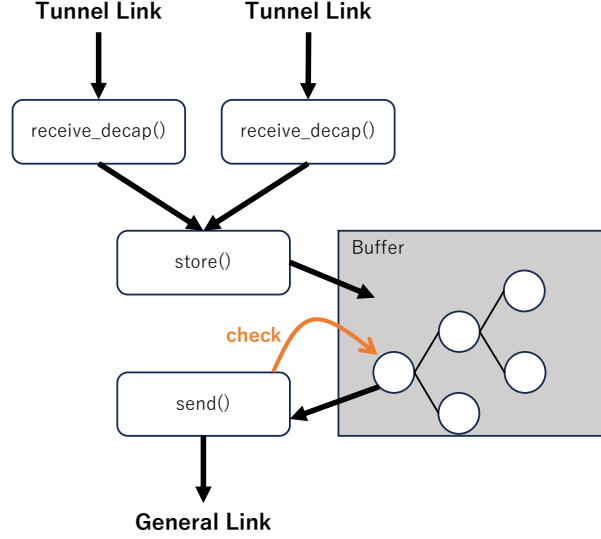 Tunnel Link
Tunnel Link
receive_decap()
receive_decap()
store()
Buffer
check
send()
General Link